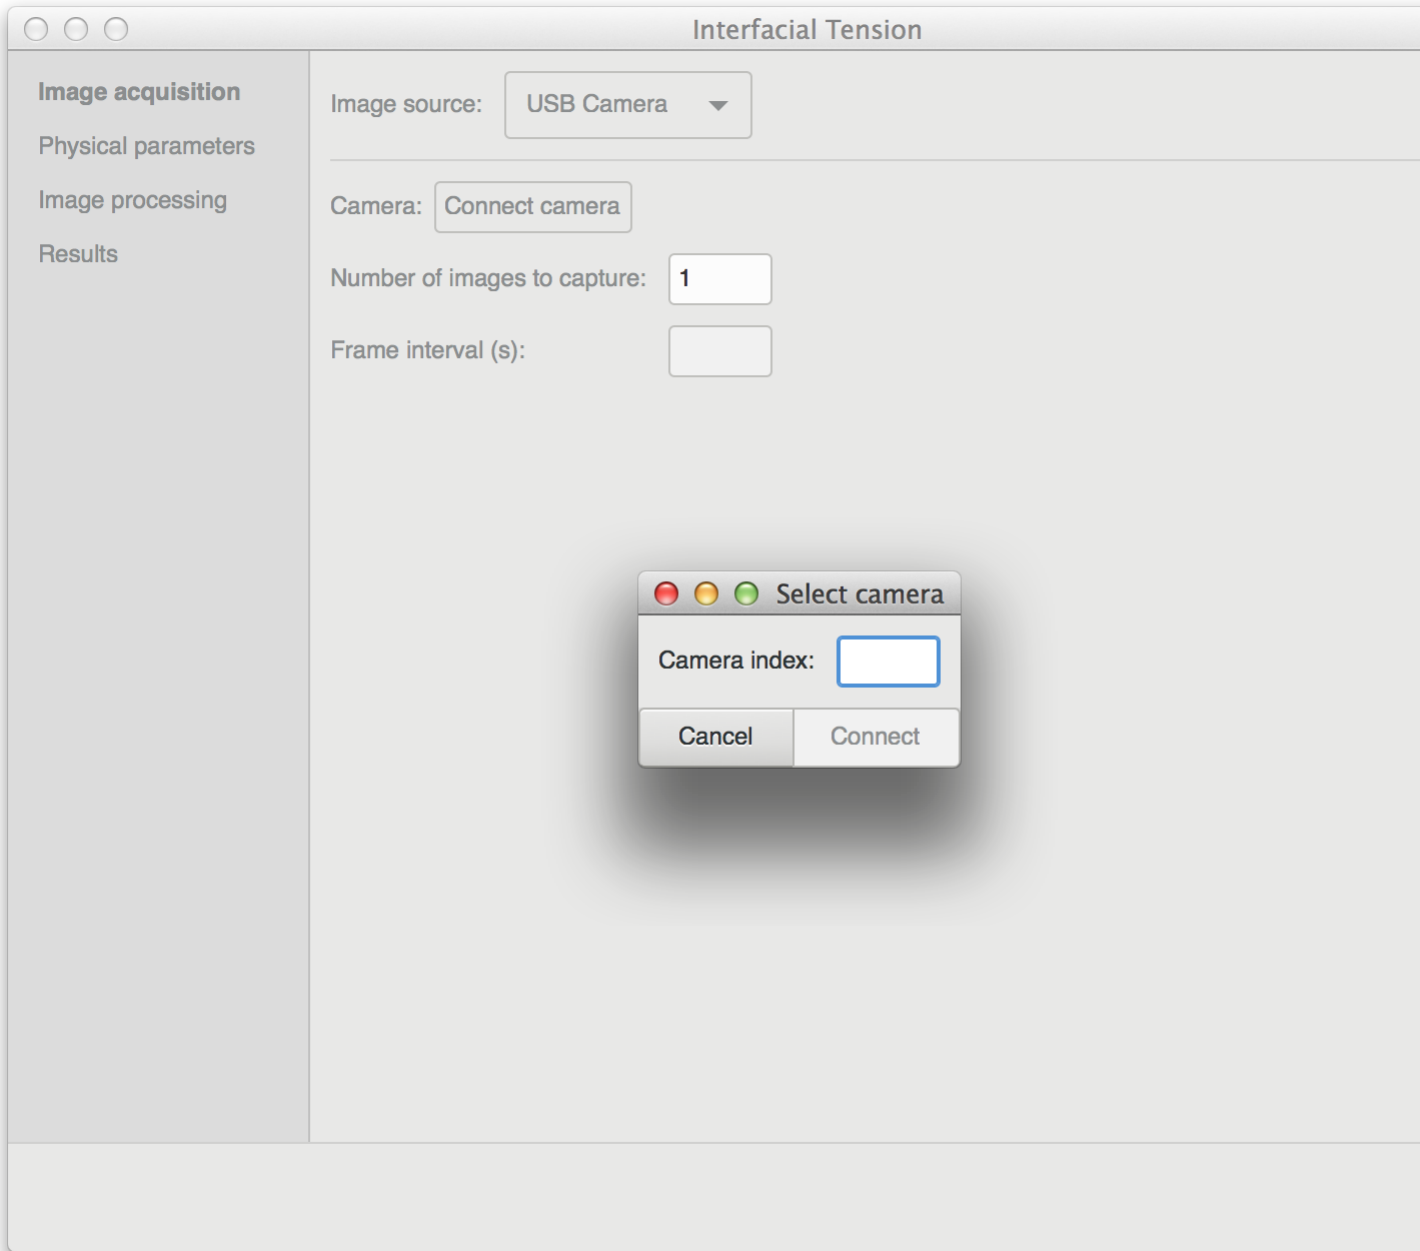 Interfacial Tension
Image acquisition
Physical parameters
Image processing
Results
Image source: USB Camera
Camera: Connect camera
Number of images to capture: 1
Frame interval (s):
Select camera
Camera index:
Cancel Connect